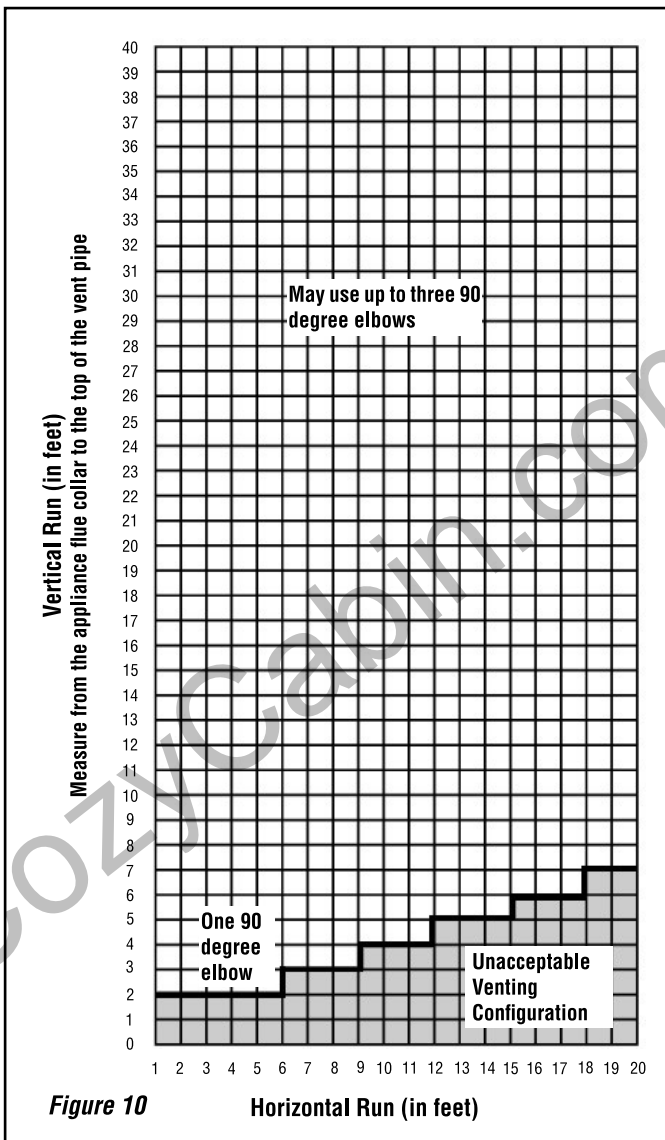 40
39
38
37
36
35
34
33
32
31
30
29
28
27
26
25
24
23
22
21
20
19
18
17
16
15
14
13
12
11
10
9
8
7
6
5
4
3
2
1
0
Vertical Run (in feet)
Measure from the appliance flue collar to the top of the vent pipe
May use up to three 90
degree elbows
One 90
degree
elbow
Unacceptable
Venting
Configuration
1 2 3 4 5 6 7 8 9 10 11 12 13 14 15 16 17 18 19 20
Figure 10
Horizontal Run (in feet)
CozyCabin.com